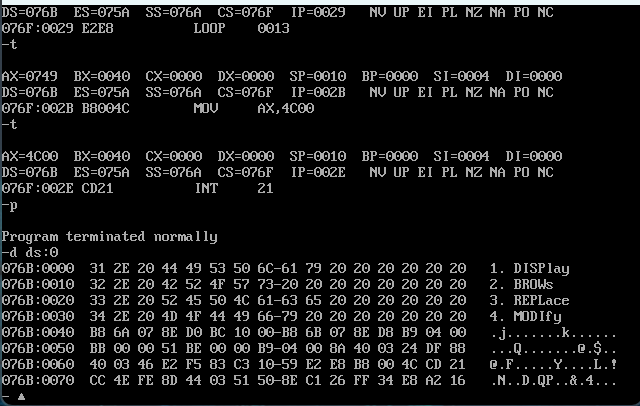 DS=076B ES=075A SS=076A CS=076F IP=0029 NV UP EI PL NZ NA PO NC
076F:0029 E2E8 LOOP 0013
-t
AX=0749 BX=0040 CX=0000 DX=0000 SP=0010 BP=0000 SI=0004 DI=0000
DS=076B ES=075A SS=076A CS=076F IP=002B NV UP EI PL NZ NA PO NC
076F:002B B8004C MOV AX,4C00
-t
AX=4C00 BX=0040 CX=0000 DX=0000 SP=0010 BP=0000 SI=0004 DI=0000
DS=076B ES=075A SS=076A CS=076F IP=002E NV UP EI PL NZ NA PO NC
076F:002E CD21 INT 21
-p
Program terminated normally
-d ds:0
076B:0000 31 2E 20 44 49 53 50 6C-61 79 20 20 20 20 20 20 1. DISPlay
076B:0010 32 2E 20 42 52 4F 57 73-20 20 20 20 20 20 20 20 2. BROWs
076B:0020 33 2E 20 52 45 50 4C 61-63 65 20 20 20 20 20 20 3. REPLace
076B:0030 34 2E 20 4D 4F 44 49 66-79 20 20 20 20 20 20 20 4. MODIfy
076B:0040 B8 6A 07 8E D0 BC 10 00-B8 6B 07 8E D8 B9 04 00 .j.......k......
076B:0050 BB 00 00 51 BE 00 00 B9-04 00 8A 40 03 24 DF 88 ...Q.......@.$..
076B:0060 40 03 46 E2 F5 83 C3 10-59 E2 E8 B8 00 4C CD 21 @.F.....Y....L.!
076B:0070 CC 4E FE 8D 44 03 51 50-8E C1 26 FF 34 E8 A2 16 .N..D.QP..&.4...
-